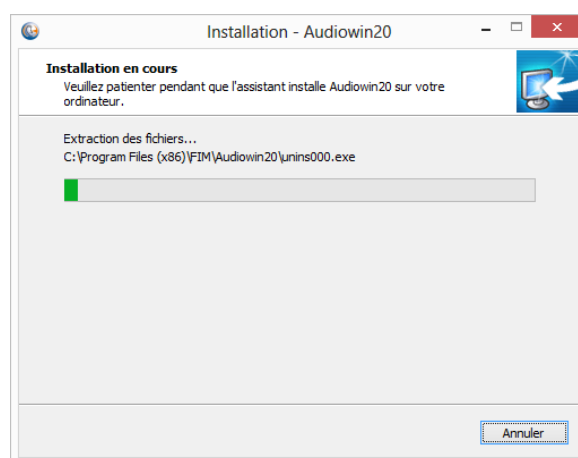 Installation - Audiowin20
Installation en cours
Veuillez patienter pendant que l'assistant installe Audiowin20 sur votre
ordinateur.
Extraction des fichiers...
C:\Program Files (x86)\FIM\Audiowin20\unins000.exe
Annuler